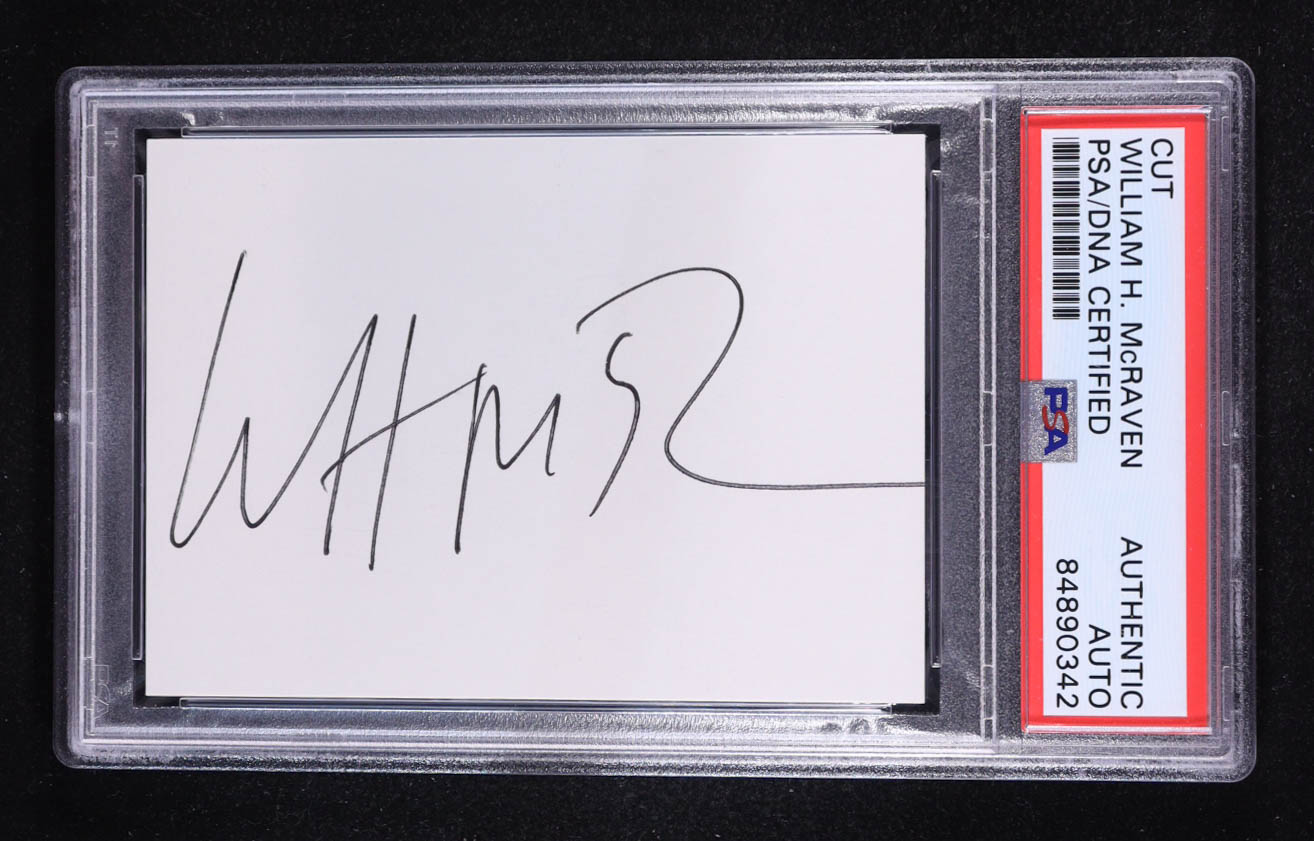 CUT
WILLIAM H. McRAVEN AUTHENTIC
PSA/DNA CERTIFIED AUTO
84890342
PSA